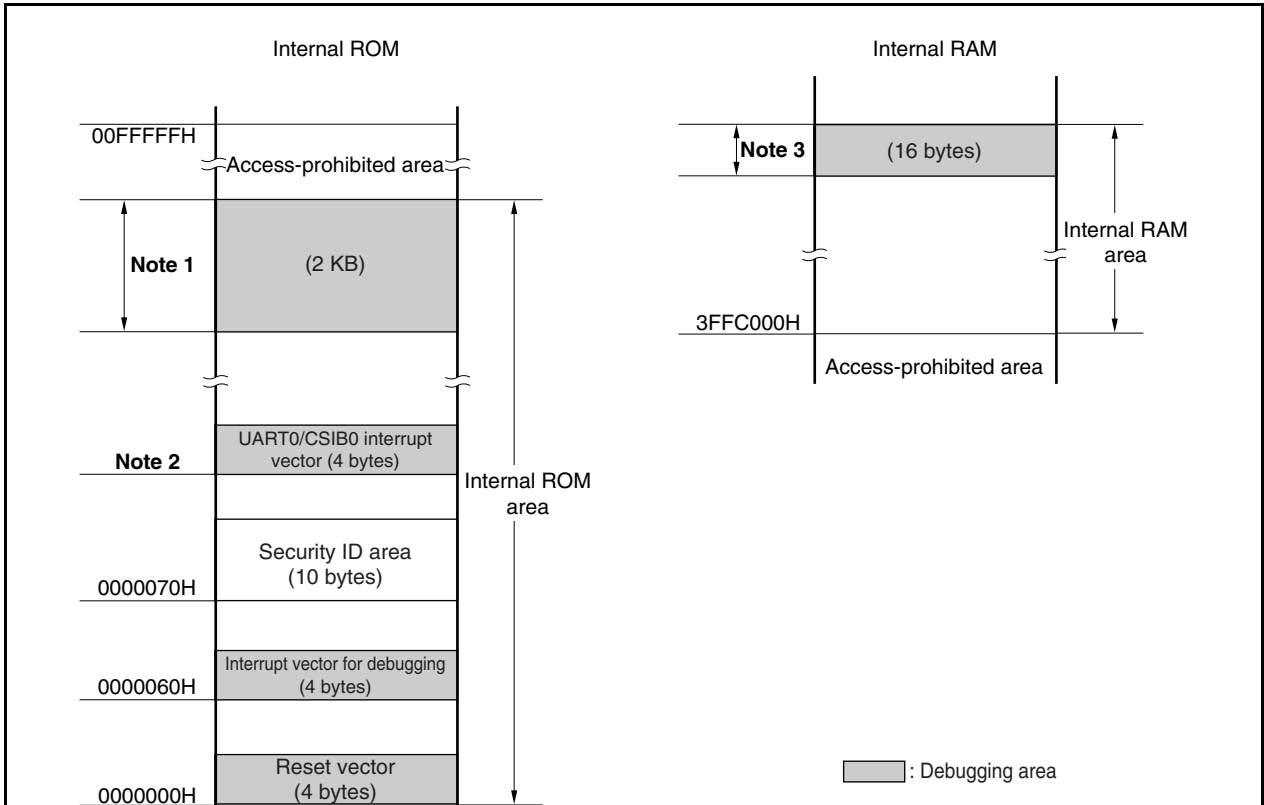 Internal ROM
Internal RAM
00FFFFFH
Access-prohibited area
Note 1
(2 KB)
Note 2
UART0/CSIB0 interrupt
vector (4 bytes)
Internal ROM
area
Security ID area
(10 bytes)
0000070H
Interrupt vector for debugging
(4 bytes)
0000060H
Reset vector
(4 bytes)
0000000H
Note 3
(16 bytes)
Internal RAM
area
3FFC000H
Access-prohibited area
: Debugging area